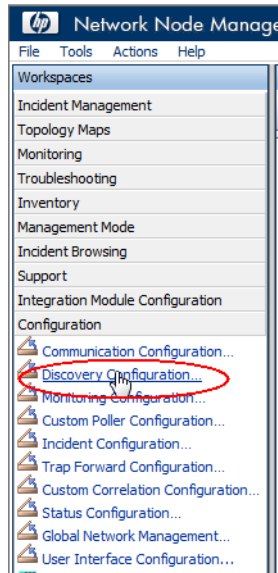 hp Network Node Manage
File Tools Actions Help
Workspaces
Incident Management
Topology Maps
Monitoring
Troubleshooting
Inventory
Management Mode
Incident Browsing
Support
Integration Module Configuration
Configuration
Communication Configuration...
Discovery Configuration...
Monitoring Configuration...
Custom Poller Configuration...
Incident Configuration...
Trap Forward Configuration...
Custom Correlation Configuration...
Status Configuration...
Global Network Management...
User Interface Configuration...